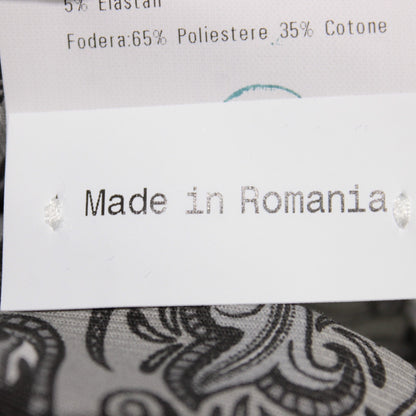 5% Elastan
Fodera:65% Poliestere 35% Cotone
Made in Romania